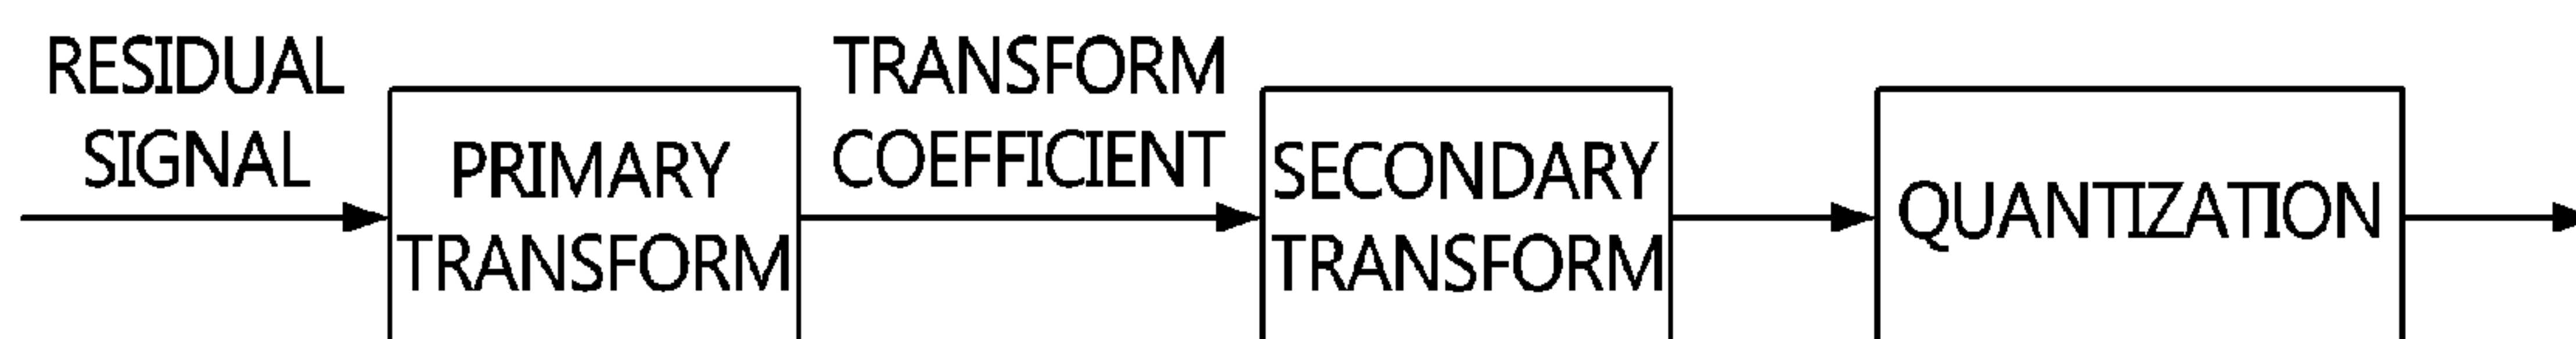 RESIDUAL
SIGNAL
PRIMARY
TRANSFORM
TRANSFORM
COEFFICIENT
SECONDARY
TRANSFORM
QUANTIZATION